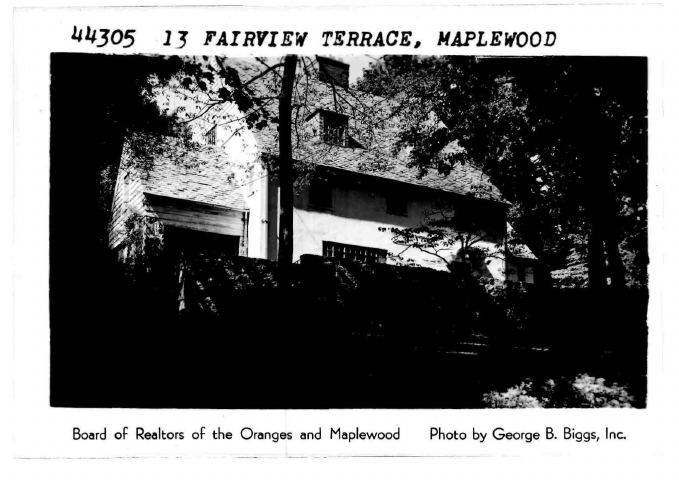 44305 13 FAIRVIEW TERRACE, MAPLEWOOD
Board of Realtors of the Oranges and Maplewood Photo by George B. Biggs, Inc.